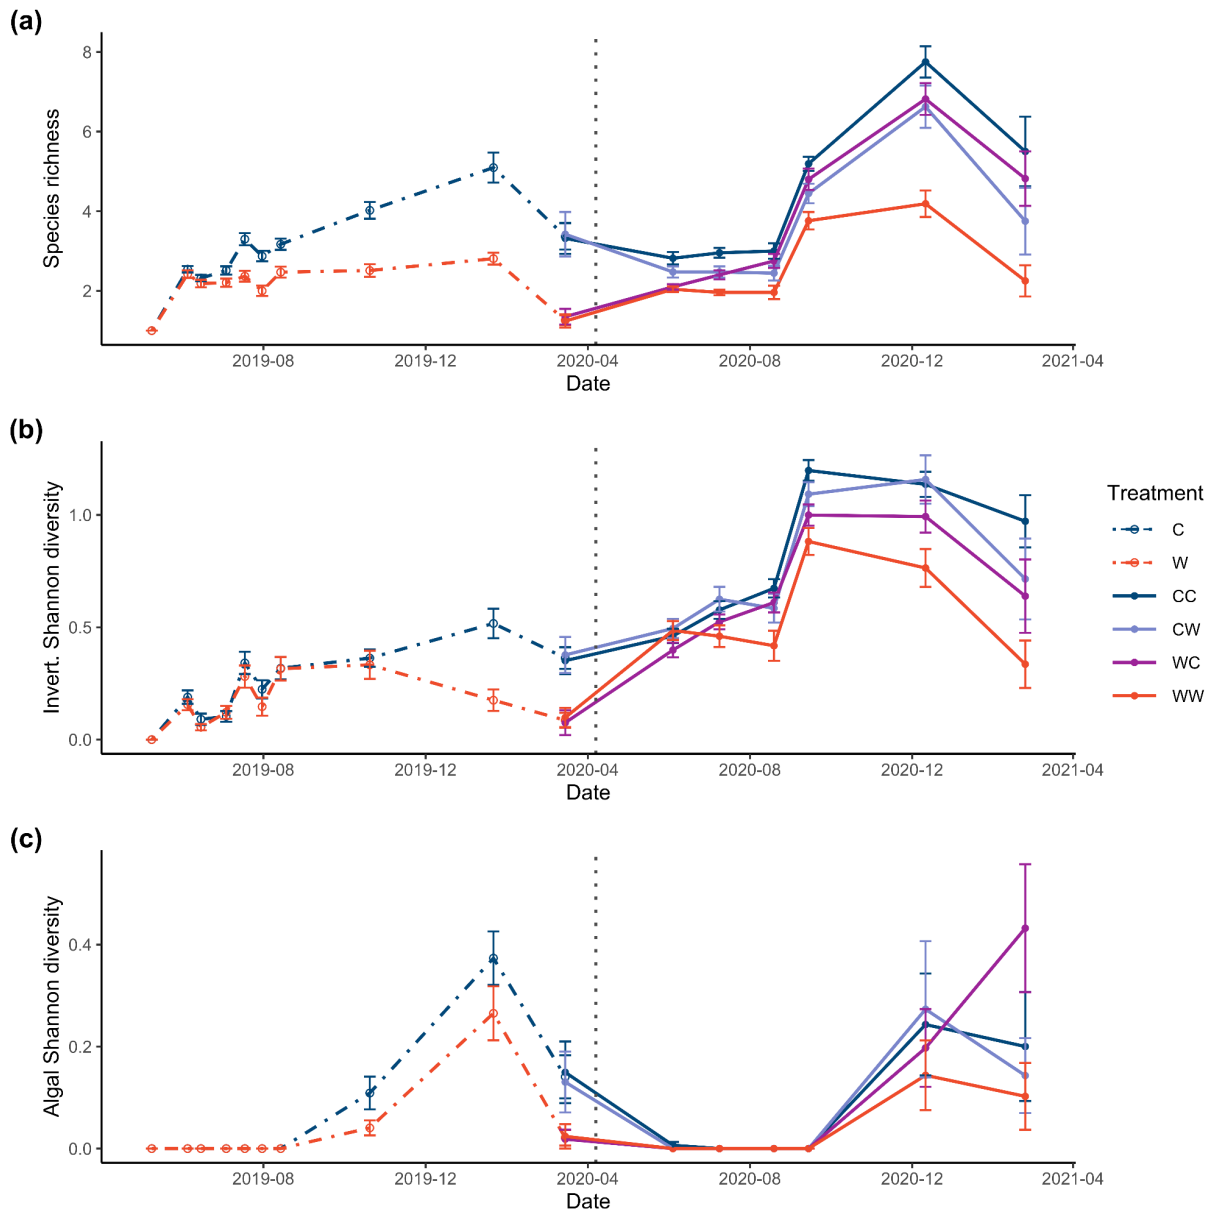 (a)
Species richness
8
6
4
2
2019-08 2019-12 2020-04 2020-08 2020-12 2021-04
Date
(b)
Invert. Shannon diversity
1.0
0.5
0.0
2019-08 2019-12 2020-04 2020-08 2020-12 2021-04
Date
Treatment
C
W
CC
CW
WC
WW
(c)
Algal Shannon diversity
0.4
0.2
0.0
2019-08 2019-12 2020-04 2020-08 2020-12 2021-04
Date